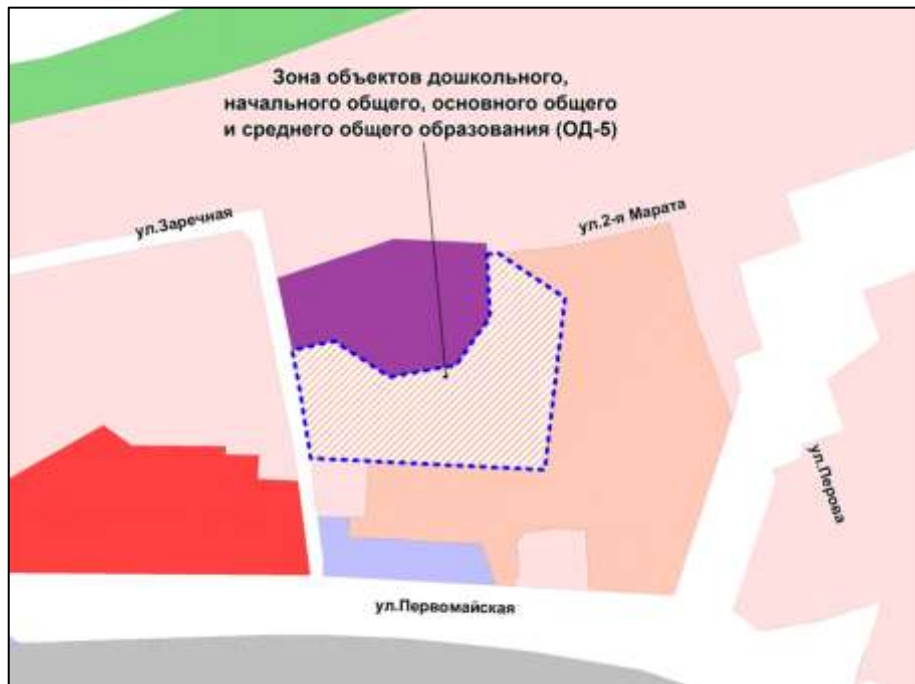 Зона объектов дошкольного,
начального общего, основного общего
и среднего общего образования (ОД-5)
ул.Заречная
ул.2-я Марата
ул.Перова
ул.Первомайская